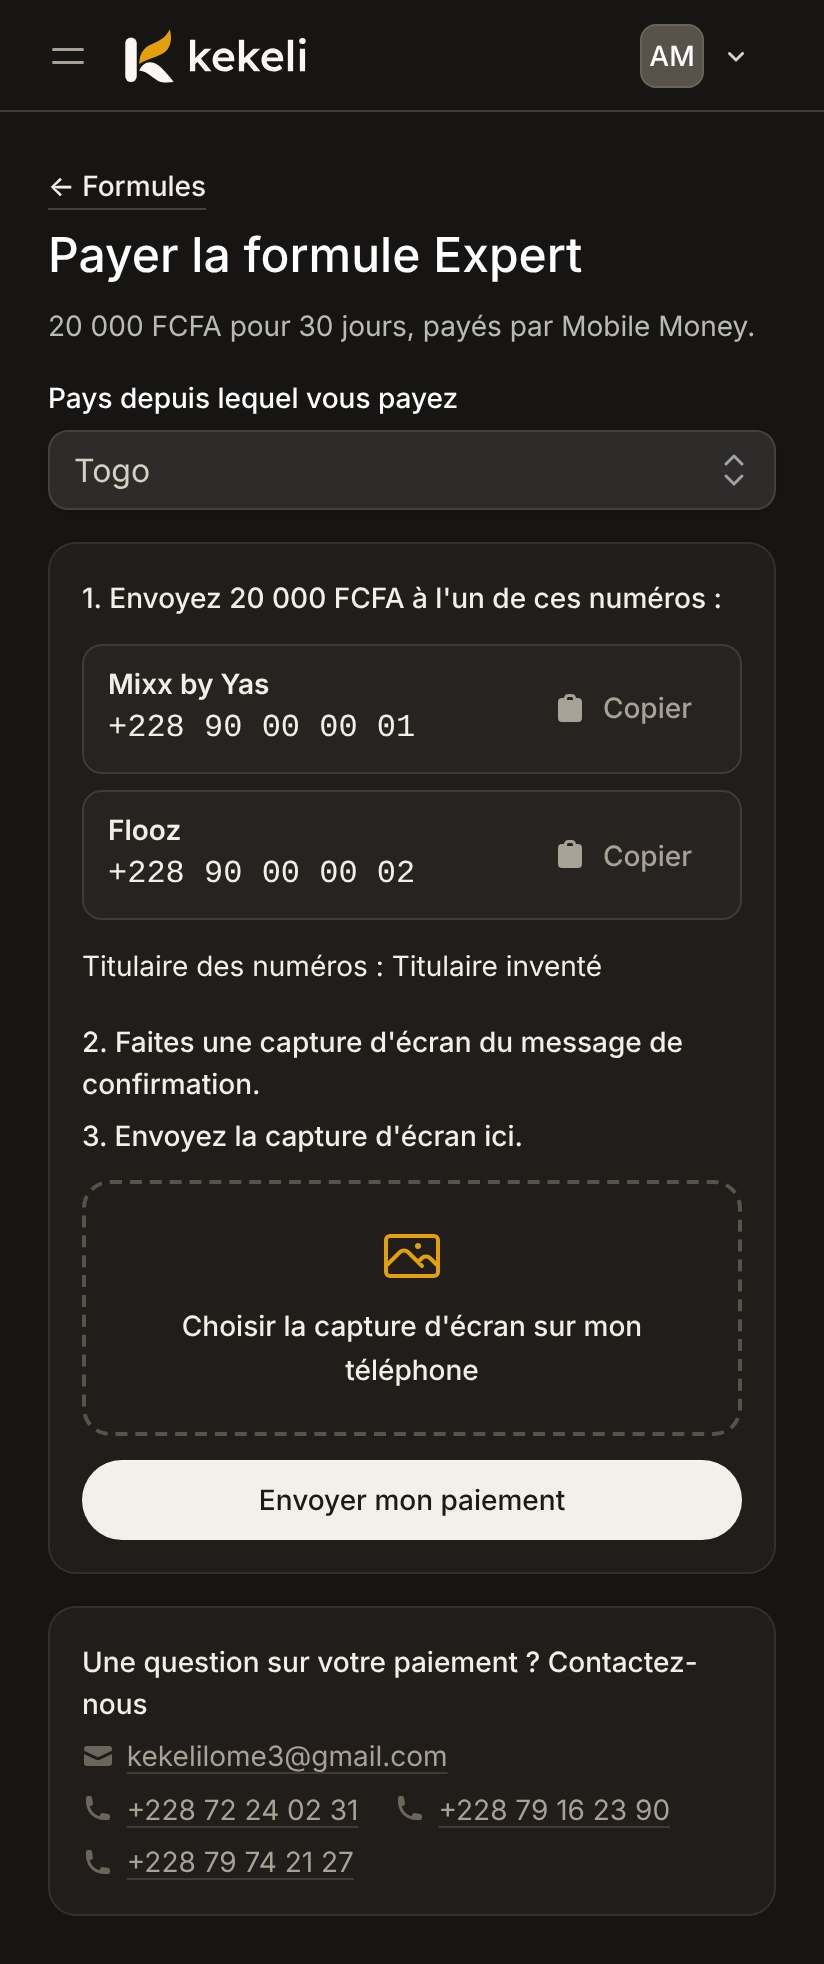 kekeli
AM
← Formules
Payer la formule Expert
20 000 FCFA pour 30 jours, payés par Mobile Money.
Pays depuis lequel vous payez
Togo
1. Envoyez 20 000 FCFA à l'un de ces numéros :
Mixx by Yas
+228 90 00 00 01
Copier
Flooz
+228 90 00 00 02
Copier
Titulaire des numéros : Titulaire inventé
2. Faites une capture d'écran du message de
confirmation.
3. Envoyez la capture d'écran ici.
Choisir la capture d'écran sur mon
téléphone
Envoyer mon paiement
Une question sur votre paiement ? Contactez-
nous
kekelilome3@gmail.com
+228 72 24 02 31 +228 79 16 23 90
+228 79 74 21 27